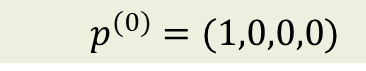 p⁽⁰⁾ = (1,0,0,0)